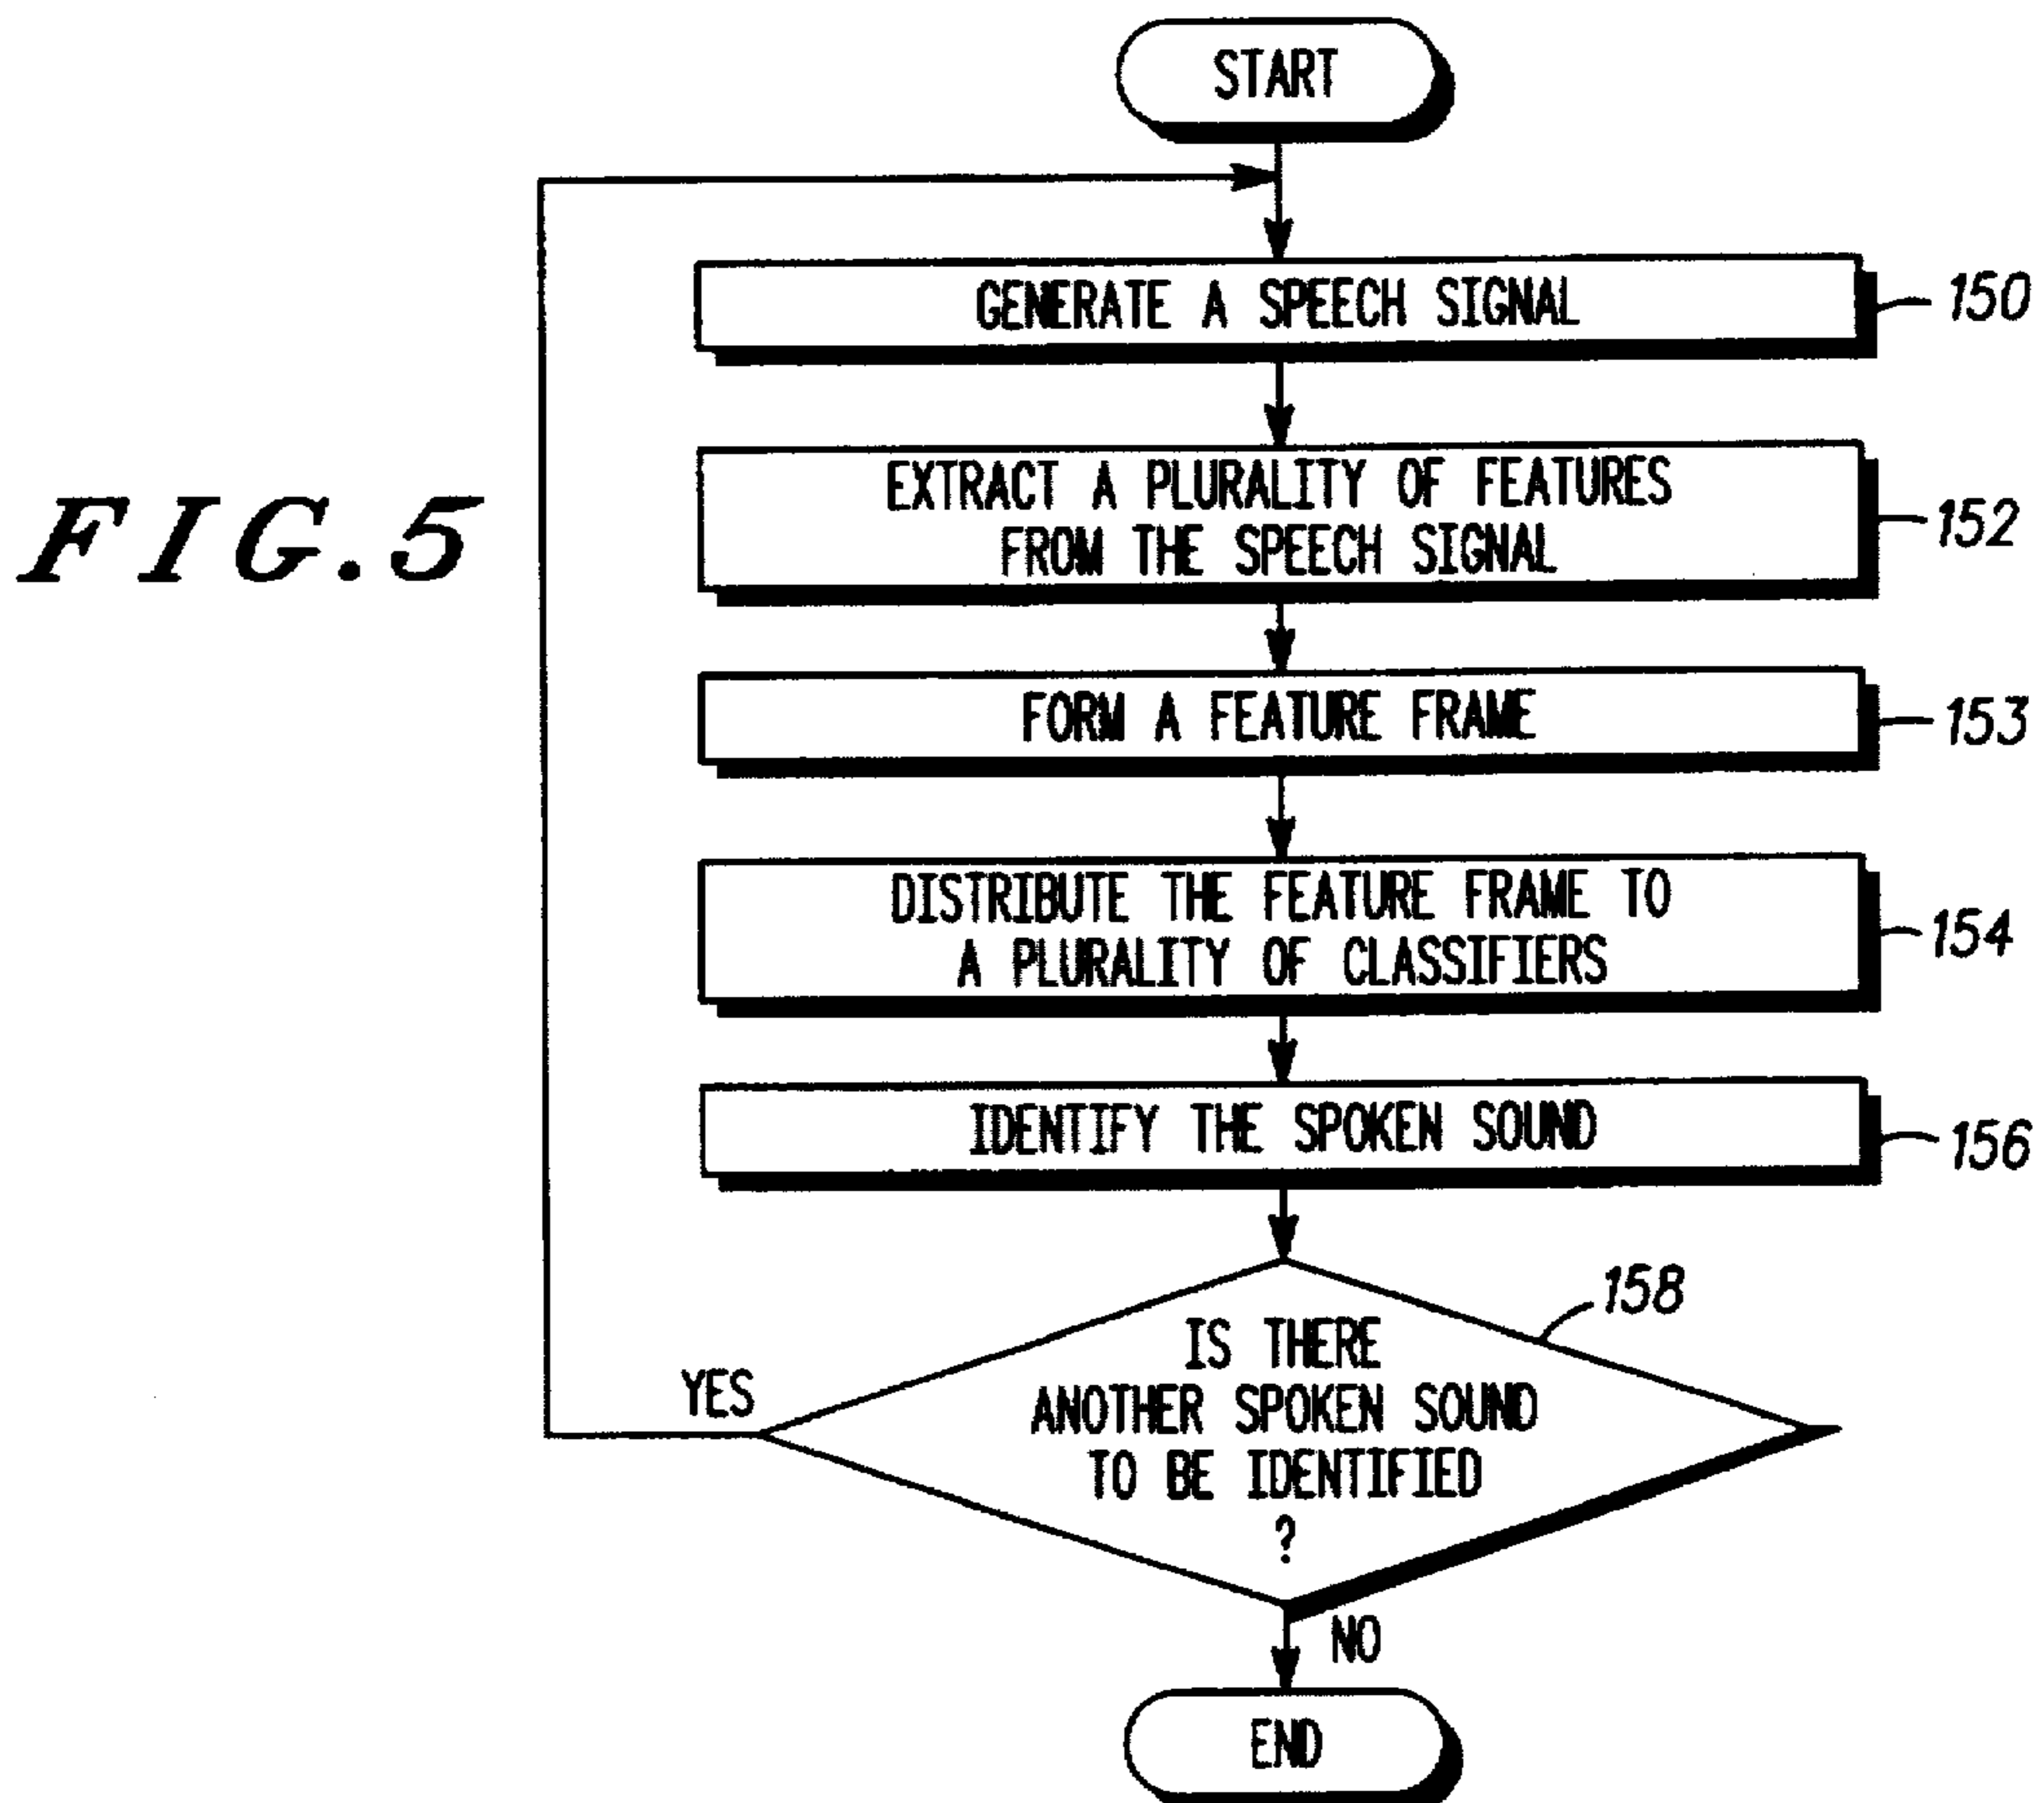 START
GENERATE A SPEECH SIGNAL
150
EXTRACT A PLURALITY OF FEATURES
FROM THE SPEECH SIGNAL
152
FIG.5
FORM A FEATURE FRAME
153
DISTRIBUTE THE FEATURE FRAME TO
A PLURALITY OF CLASSIFIERS
154
IDENTIFY THE SPOKEN SOUND
156
158
IS THERE
ANOTHER SPOKEN SOUND
TO BE IDENTIFIED
?
YES
NO
END